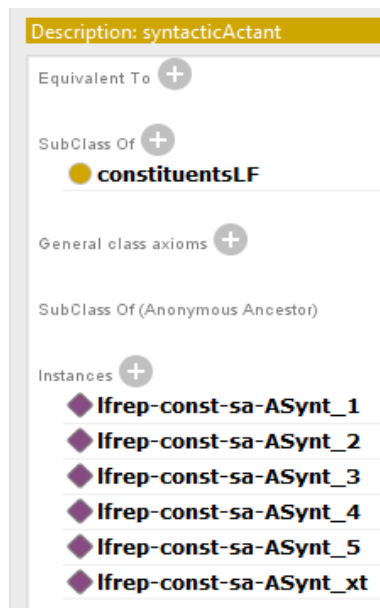 Description: syntacticActant
Equivalent To
SubClass Of
constituentsLF
General class axioms
SubClass Of (Anonymous Ancestor)
Instances
lfrep-const-sa-ASynt_1
lfrep-const-sa-ASynt_2
lfrep-const-sa-ASynt_3
lfrep-const-sa-ASynt_4
lfrep-const-sa-ASynt_5
lfrep-const-sa-ASynt_xt